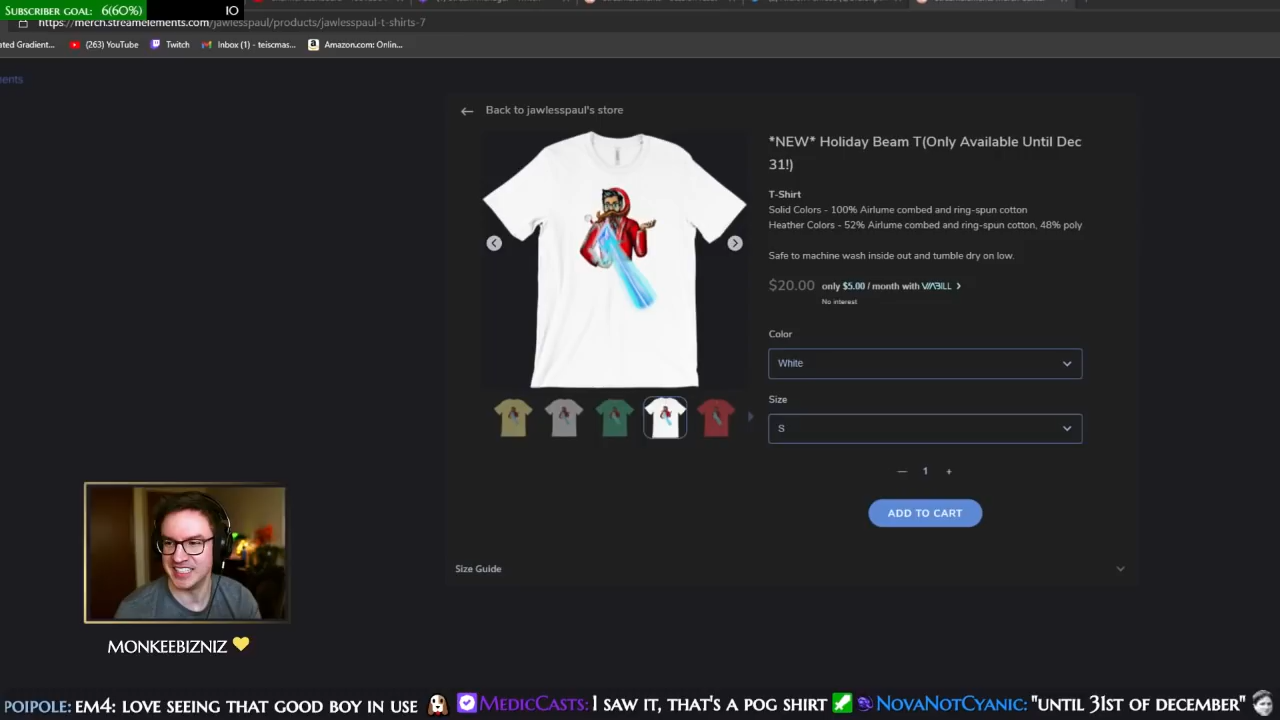 SUBSCRIBER GOAL: 6(60%) 10
https://merch.streamelements.com/jawlesspaul/products/jawlesspaul-t-shirts-7
ated Gradient... (263) YouTube Twitch Inbox (1) - teiscmas... Amazon.com: Onlin...
ents
Back to jawlesspaul's store
*NEW* Holiday Beam T(Only Available Until Dec
31!)
T-Shirt
Solid Colors - 100% Airlume combed and ring-spun cotton
Heather Colors - 52% Airlume combed and ring-spun cotton, 48% poly
Safe to machine wash inside out and tumble dry on low.
$20.00 only $5.00 / month with VIABILL
No interest
Color
White
Size
S
— 1 +
ADD TO CART
Size Guide
MONKEEBIZNIZ
POIPOLE: EM4: LOVE SEEING THAT GOOD BOY IN USE MEDICCASTS: I SAW IT, THAT'S A POG SHIRT NOVANOTCYANIC: "UNTIL 31ST OF DECEMBER"